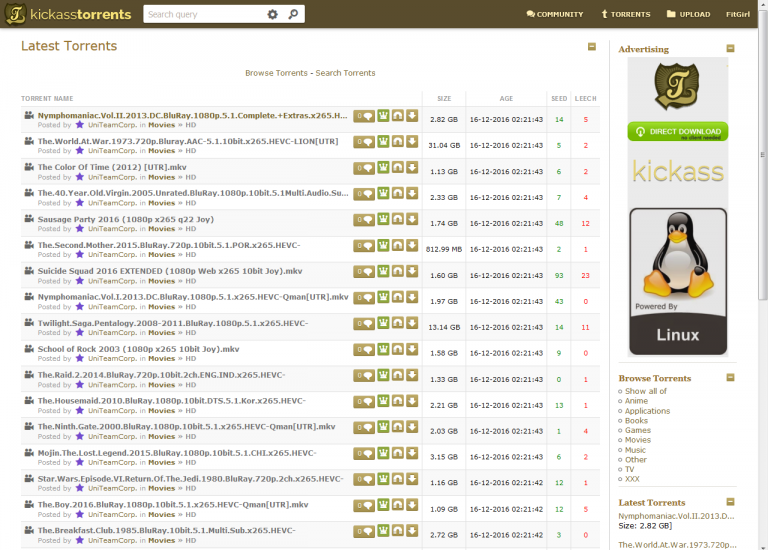 kickasstorrents
Search query
COMMUNITY
TORRENTS
UPLOAD
FitGirl
Latest Torrents
Browse Torrents - Search Torrents
TORRENT NAME SIZE AGE SEED LEECH
Nymphomaniac.Vol.II.2013.DC.BluRay.1080p.5.1.Complete.+Extras.x265.H... 0 2.82 GB 16-12-2016 02:21:43 14 5
Posted by UniTeamCorp. in Movies » HD
The.World.At.War.1973.720p.Bluray.AAC-5.1.10bit.x265.HEVC-LION[UTR] 0 31.04 GB 16-12-2016 02:21:43 5 2
Posted by UniTeamCorp. in Movies » HD
The Color Of Time (2012) [UTR].mkv 0 1.13 GB 16-12-2016 02:21:43 6 2
Posted by UniTeamCorp. in Movies » HD
The.40.Year.Old.Virgin.2005.Unrated.BluRay.1080p.10bit.5.1Multi.Audio.Su... 0 2.33 GB 16-12-2016 02:21:43 7 4
Posted by UniTeamCorp. in Movies » HD
Sausage Party 2016 (1080p x265 q22 Joy) 0 1.74 GB 16-12-2016 02:21:43 48 12
Posted by UniTeamCorp. in Movies » HD
The.Second.Mother.2015.BluRay.720p.10bit.5.1.POR.x265.HEVC- 0 812.99 MB 16-12-2016 02:21:43 2 1
Posted by UniTeamCorp. in Movies » HD
Suicide Squad 2016 EXTENDED (1080p Web x265 10bit Joy).mkv 0 1.60 GB 16-12-2016 02:21:43 93 23
Posted by UniTeamCorp. in Movies » HD
Nymphomaniac.Vol.I.2013.DC.BluRay.1080p.10bit.5.1.x265.HEVC-Qman[UTR].mkv 0 1.97 GB 16-12-2016 02:21:43 43 0
Posted by UniTeamCorp. in Movies » HD
Twilight.Saga.Pentalogy.2008-2011.BluRay.1080p.5.1.x265.HEVC- 0 13.14 GB 16-12-2016 02:21:43 14 11
Posted by UniTeamCorp. in Movies » HD
School of Rock 2003 (1080p x265 10bit Joy).mkv 0 1.58 GB 16-12-2016 02:21:43 9 0
Posted by UniTeamCorp. in Movies » HD
The.Raid.2.2014.BluRay.720p.10bit.2ch.ENG.IND.x265.HEVC- 0 1.33 GB 16-12-2016 02:21:43 0 1
Posted by UniTeamCorp. in Movies » HD
The.Housemaid.2010.BluRay.1080p.10bit.DTS.5.1.Kor.x265.HEVC- 0 2.21 GB 16-12-2016 02:21:43 13 1
Posted by UniTeamCorp. in Movies » HD
The.Ninth.Gate.2000.BluRay.1080p.10bit.5.1.x265.HEVC-Qman[UTR].mkv 0 2.03 GB 16-12-2016 02:21:43 1 4
Posted by UniTeamCorp. in Movies » HD
Mojin.The.Lost.Legend.2015.BluRay.1080p.10bit.5.1.CHI.x265.HEVC- 0 3.15 GB 16-12-2016 02:21:43 6 2
Posted by UniTeamCorp. in Movies » HD
Star.Wars.Episode.VI.Return.Of.The.Jedi.1980.BluRay.720p.2ch.x265.HEVC- 0 1.16 GB 16-12-2016 02:21:42 12 1
Posted by UniTeamCorp. in Movies » HD
The.Boy.2016.BluRay.1080p.10bit.5.1.x265.HEVC-Qman[UTR].mkv 0 1.09 GB 16-12-2016 02:21:42 12 5
Posted by UniTeamCorp. in Movies » HD
The.Breakfast.Club.1985.BluRay.10bit.5.1.Multi.Sub.x265.HEVC- 0 2.72 GB 16-12-2016 02:21:42 3 3
Posted by UniTeamCorp. in Movies » HD
Advertising
DIRECT DOWNLOAD
no client needed
kickass
Powered By
Linux
Browse Torrents
Show all of
Anime
Applications
Books
Games
Movies
Music
Other
TV
XXX
Latest Torrents
Nymphomaniac.Vol.II.2013.D...
Size: 2.82 GB]
The.World.At.War.1973.720p...